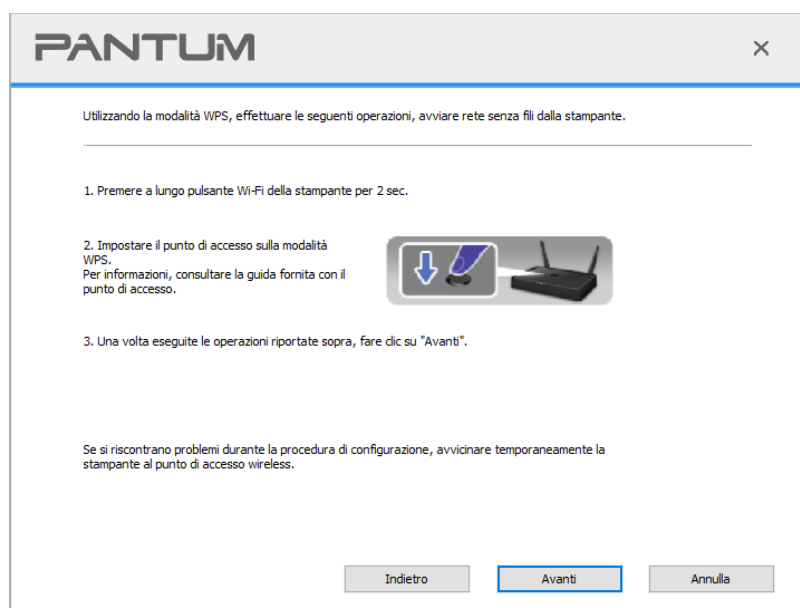 PANTUM
Utilizzando la modalità WPS, effettuare le seguenti operazioni, avviare rete senza fili dalla stampante.
1. Premere a lungo pulsante Wi-Fi della stampante per 2 sec.
2. Impostare il punto di accesso sulla modalità
WPS.
Per informazioni, consultare la guida fornita con il
punto di accesso.
3. Una volta eseguite le operazioni riportate sopra, fare clic su "Avanti".
Se si riscontrano problemi durante la procedura di configurazione, avvicinare temporaneamente la
stampante al punto di accesso wireless.
Indietro
Avanti
Annulla